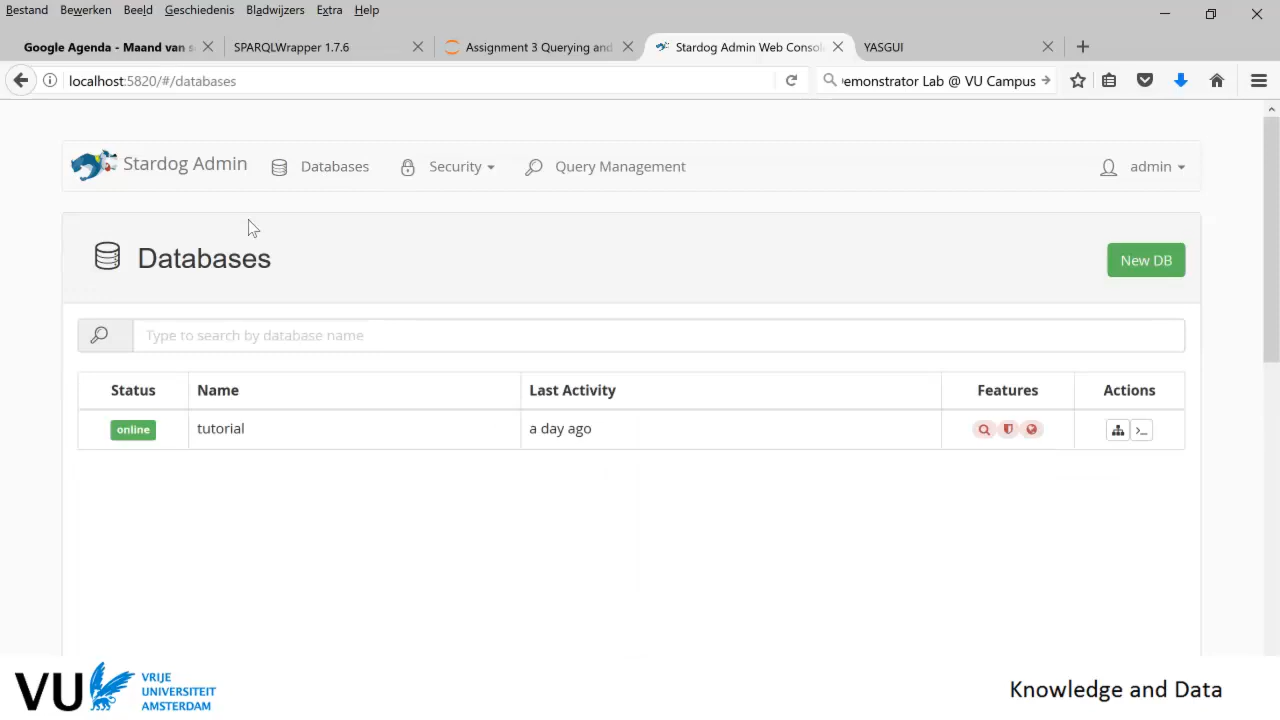 Bestand Bewerken Beeld Geschiedenis Bladwijzers Extra Help
Google Agenda - Maand van s SPARQLWrapper 1.7.6 Assignment 3 Querying and Stardog Admin Web Consol YASGUI
localhost:5820/#/databases emonstrator Lab @ VU Campus
Stardog Admin Databases Security Query Management admin
Databases New DB
Type to search by database name
Status Name Last Activity Features Actions
online tutorial a day ago
VU VRIJE
UNIVERSITEIT
AMSTERDAM
Knowledge and Data